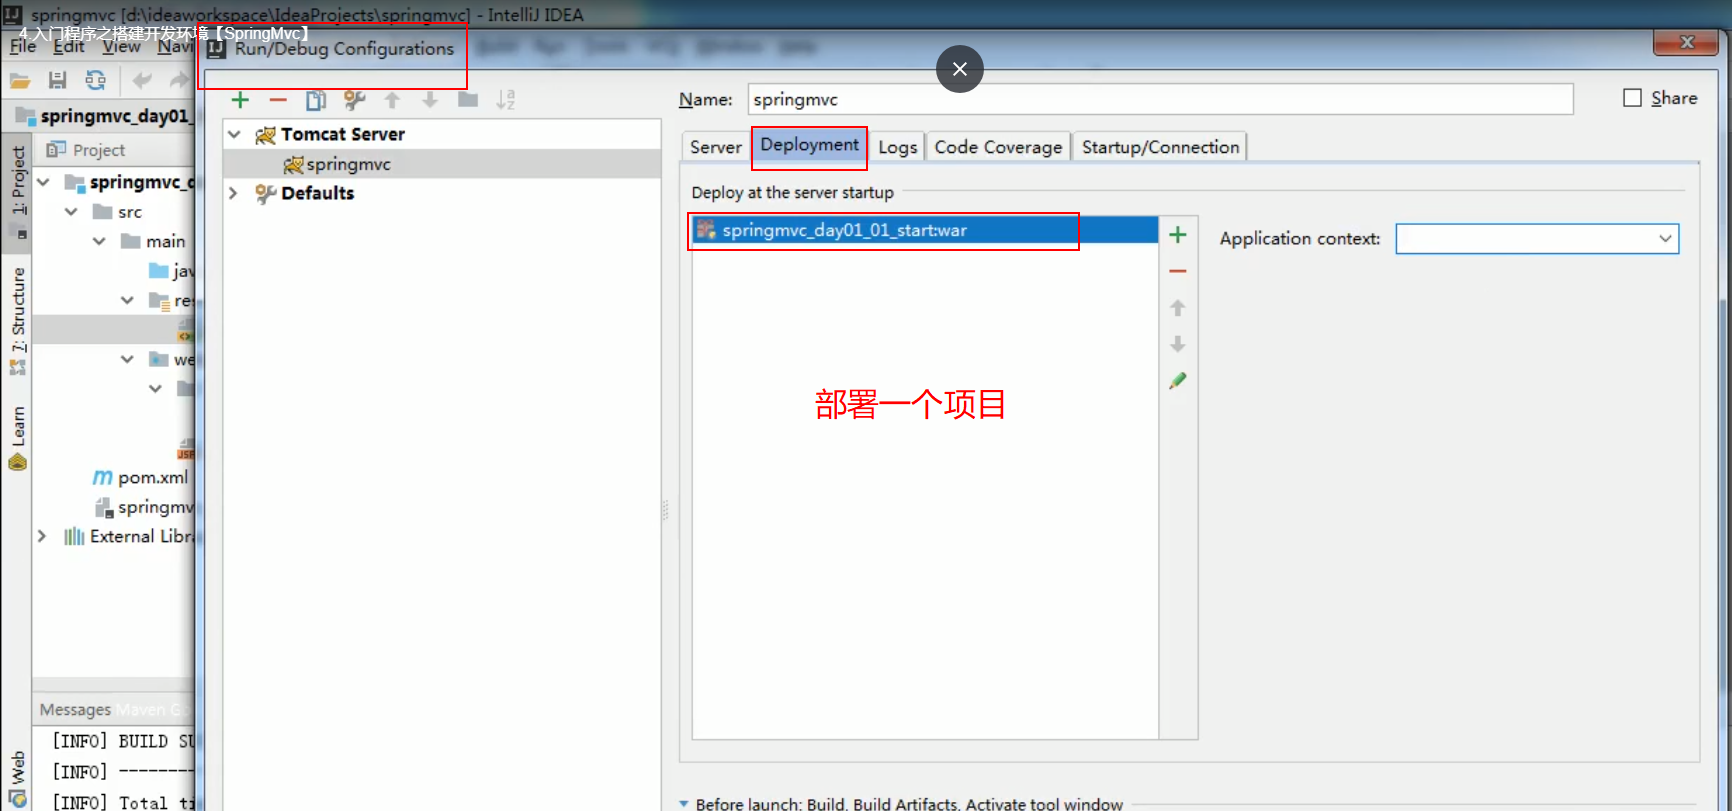 springmvc [d:\ideaworkspace\IdeaProjects\springmvc] - IntelliJ IDEA
4.入门程序之搭建开发环境【SpringMvc】
File Edit View Navi
Run/Debug Configurations
Name: springmvc
Share
springmvc_day01_
Tomcat Server
springmvc
Defaults
Server Deployment Logs Code Coverage Startup/Connection
Deploy at the server startup
springmvc_day01_01_start:war
Application context:
部署一个项目
1: Project
7: Structure
Learn
Web
Project
springmvc_d
src
main
jav
res
we
pom.xml
springmv
External Libra
Messages Maven Go
[INFO] BUILD SU
[INFO] --------
[INFO] Total ti
Before launch: Build, Build Artifacts, Activate tool window